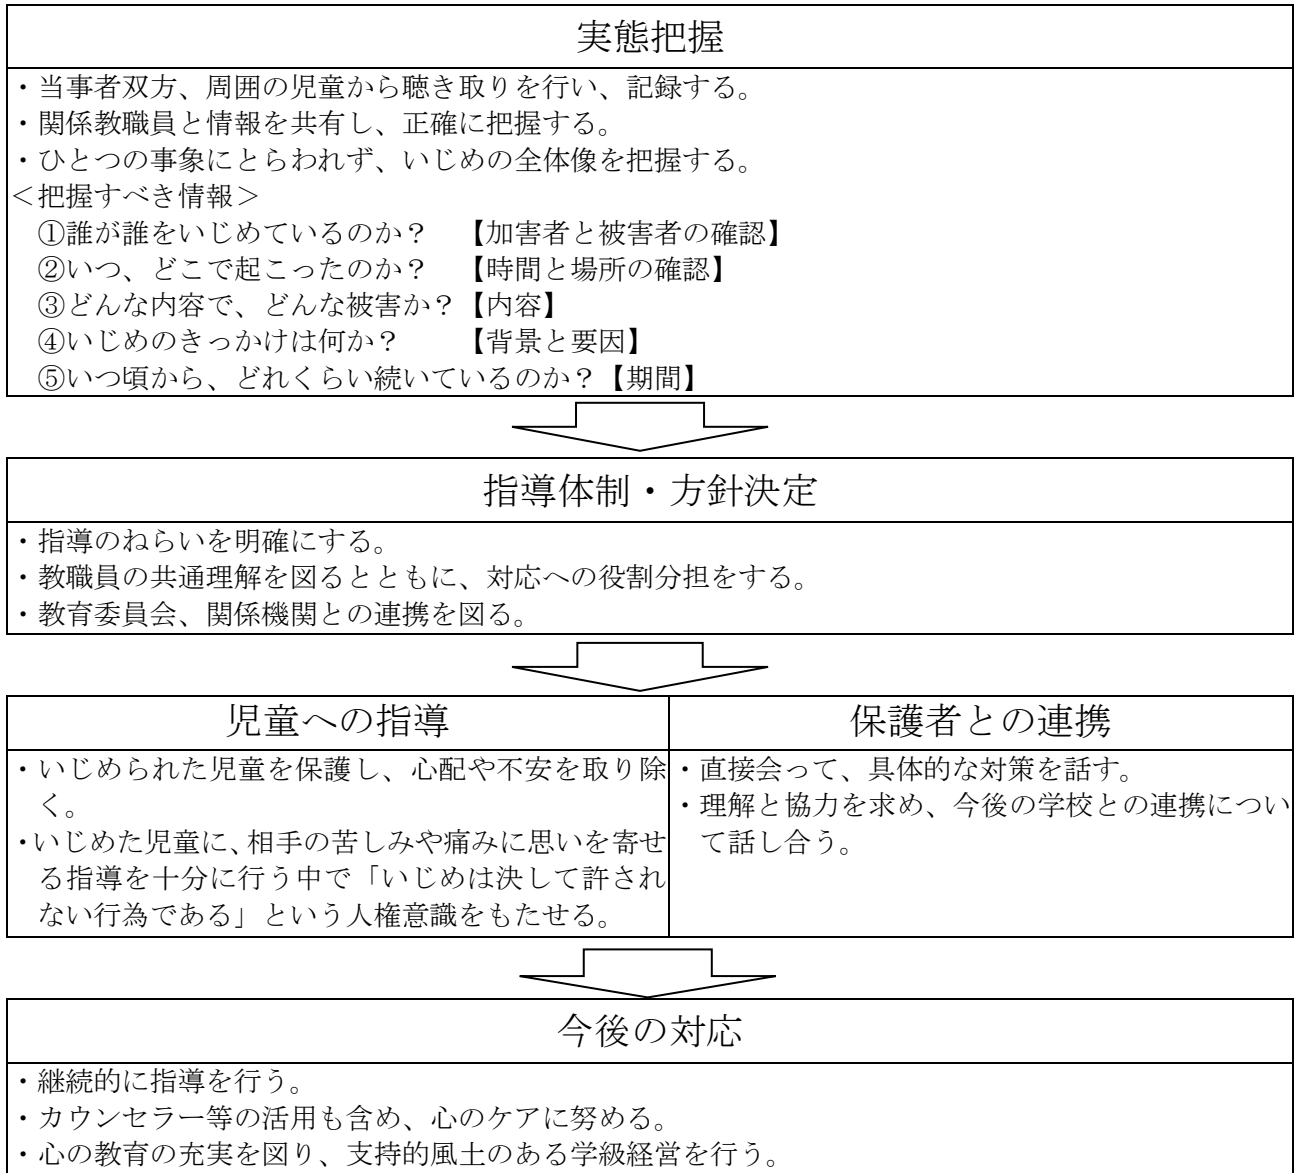 実態把握
・当事者双方、周囲の児童から聴き取りを行い、記録する。
・関係教職員と情報を共有し、正確に把握する。
・ひとつの事象にとらわれず、いじめの全体像を把握する。
＜把握すべき情報＞
①誰が誰をいじめているのか？　【加害者と被害者の確認】
②いつ、どこで起こったのか？　【時間と場所の確認】
③どんな内容で、どんな被害か？【内容】
④いじめのきっかけは何か？　　【背景と要因】
⑤いつ頃から、どれくらい続いているのか？【期間】
指導体制・方針決定
・指導のねらいを明確にする。
・教職員の共通理解を図るとともに、対応への役割分担をする。
・教育委員会、関係機関との連携を図る。
児童への指導
・いじめられた児童を保護し、心配や不安を取り除
く。
・いじめた児童に、相手の苦しみや痛みに思いを寄せ
る指導を十分に行う中で「いじめは決して許され
ない行為である」という人権意識をもたせる。
保護者との連携
・直接会って、具体的な対策を話す。
・理解と協力を求め、今後の学校との連携につい
て話し合う。
今後の対応
・継続的に指導を行う。
・カウンセラー等の活用も含め、心のケアに努める。
・心の教育の充実を図り、支持的風土のある学級経営を行う。